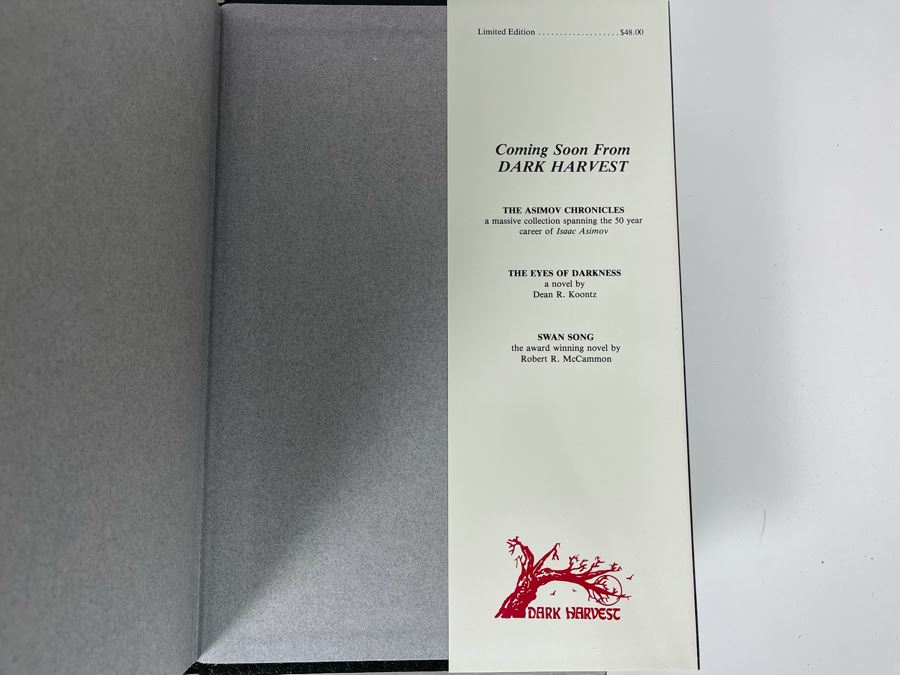 Limited Edition ................... $48.00
Coming Soon From
DARK HARVEST
THE ASIMOV CHRONICLES
a massive collection spanning the 50 year
career of Isaac Asimov
THE EYES OF DARKNESS
a novel by
Dean R. Koontz
SWAN SONG
the award winning novel by
Robert R. McCammon
DARK HARVEST